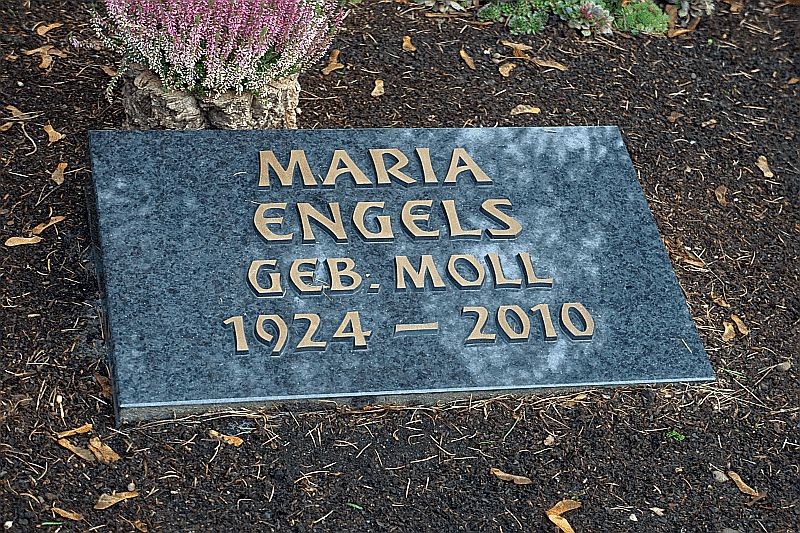 MARIA
ENGELS
GEB. MOLL
1924 – 2010